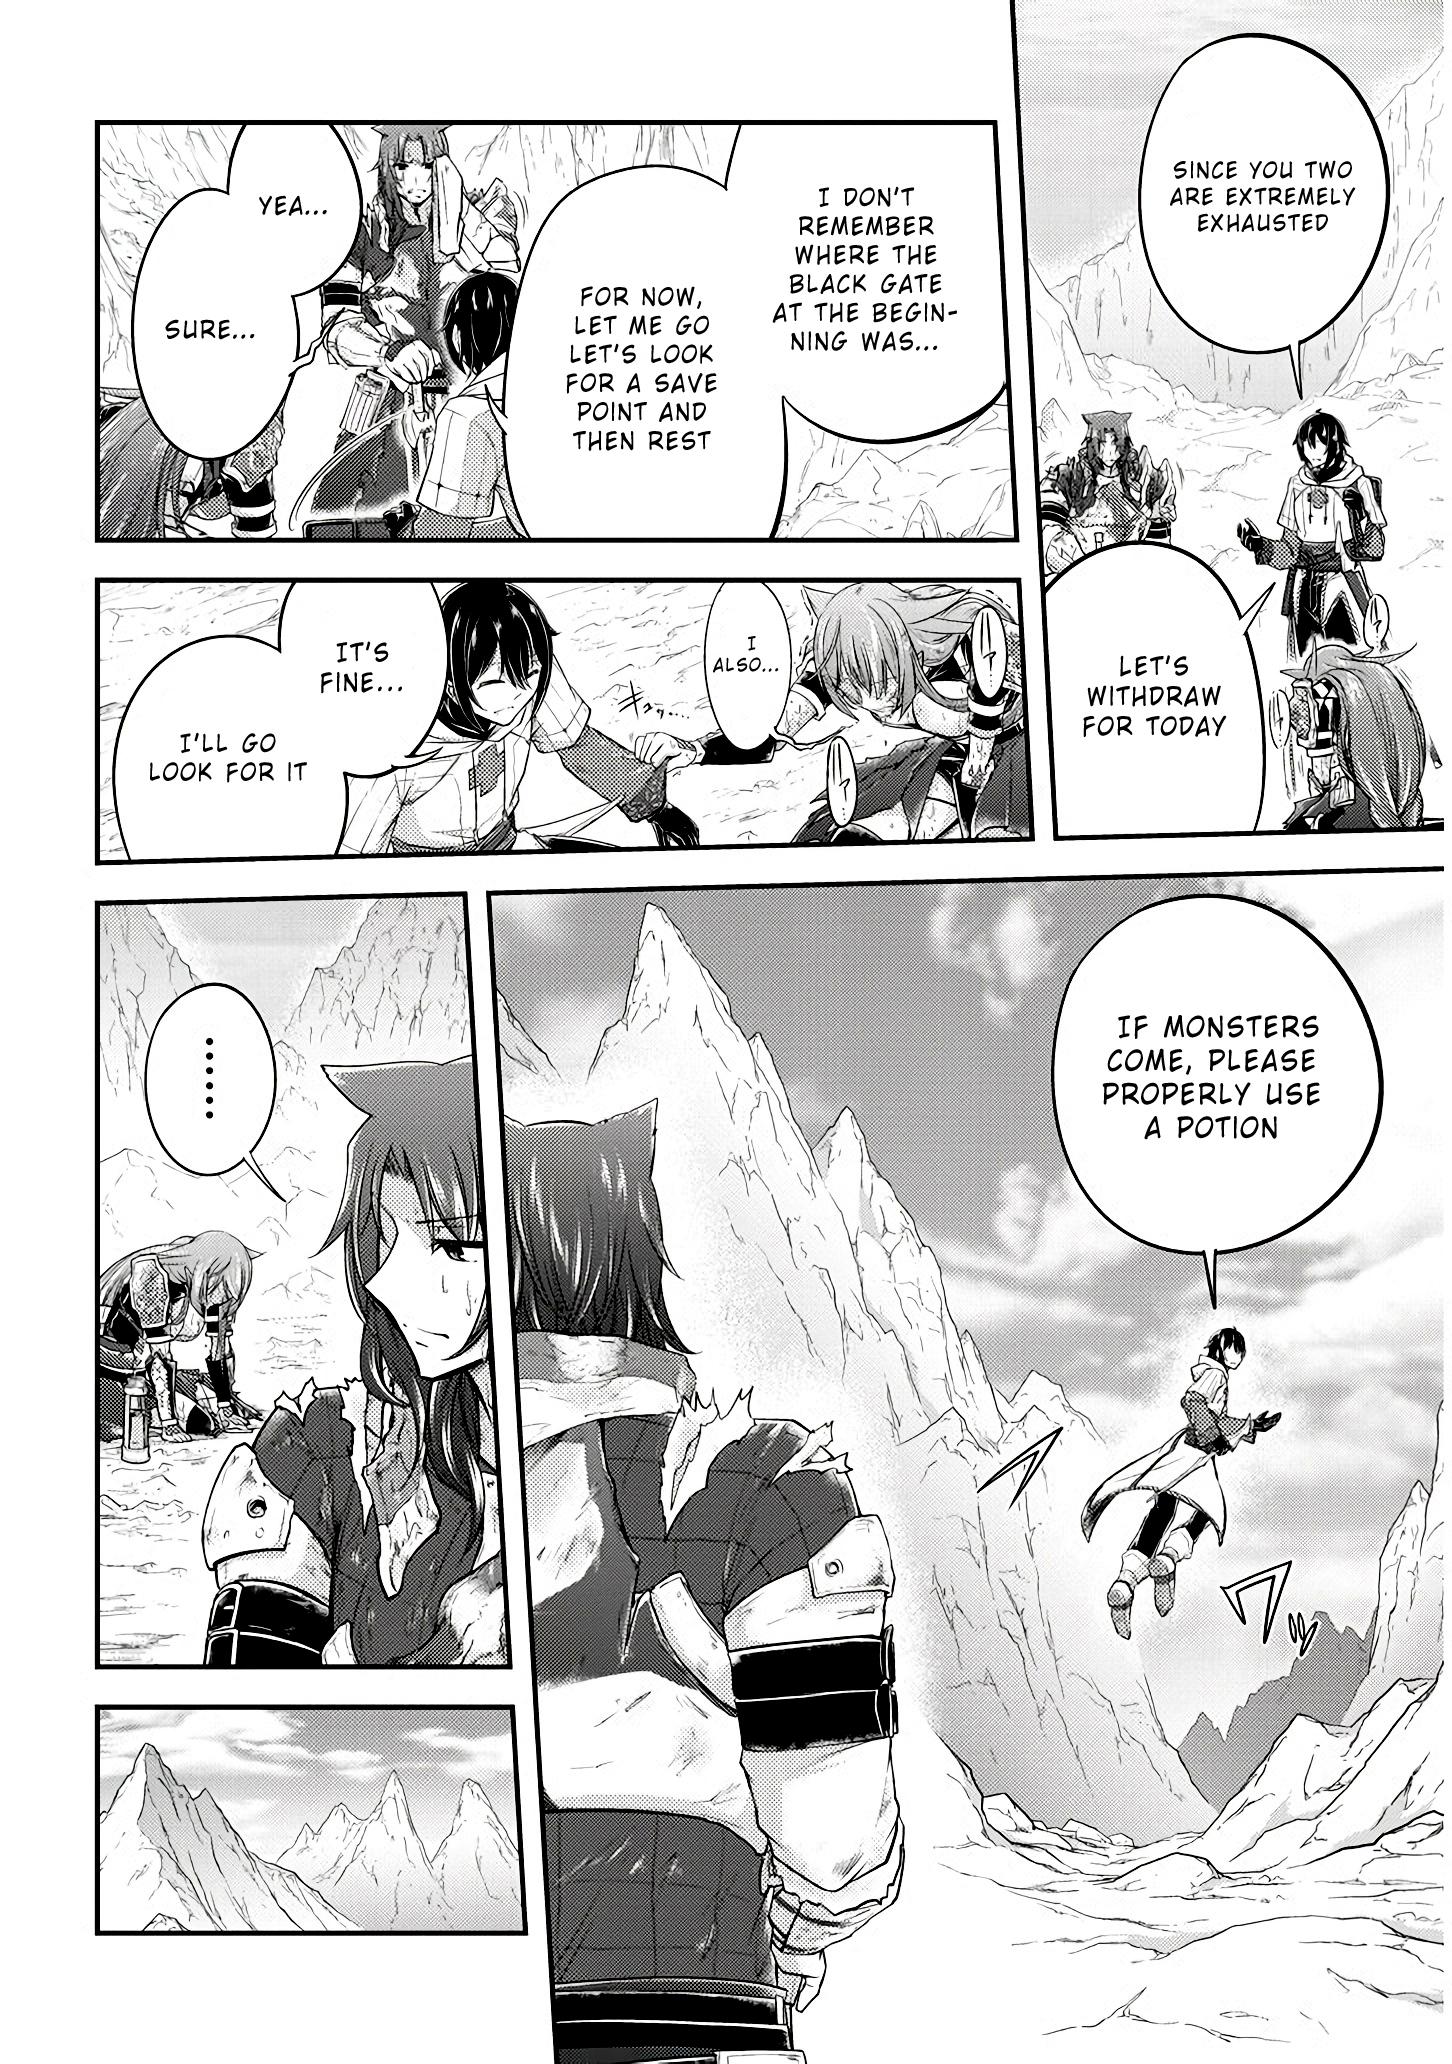 SINCE YOU TWO
ARE EXTREMELY
EXHAUSTED
LET'S
WITHDRAW
FOR TODAY
I DON'T
REMEMBER
WHERE THE
BLACK GATE
AT THE BEGIN-
NING WAS...
FOR NOW,
LET ME GO
LET'S LOOK
FOR A SAVE
POINT AND
THEN REST
YEA...
SURE...
I
ALSO...
IT'S
FINE...
I'LL GO
LOOK FOR IT
IF MONSTERS
COME, PLEASE
PROPERLY USE
A POTION
......